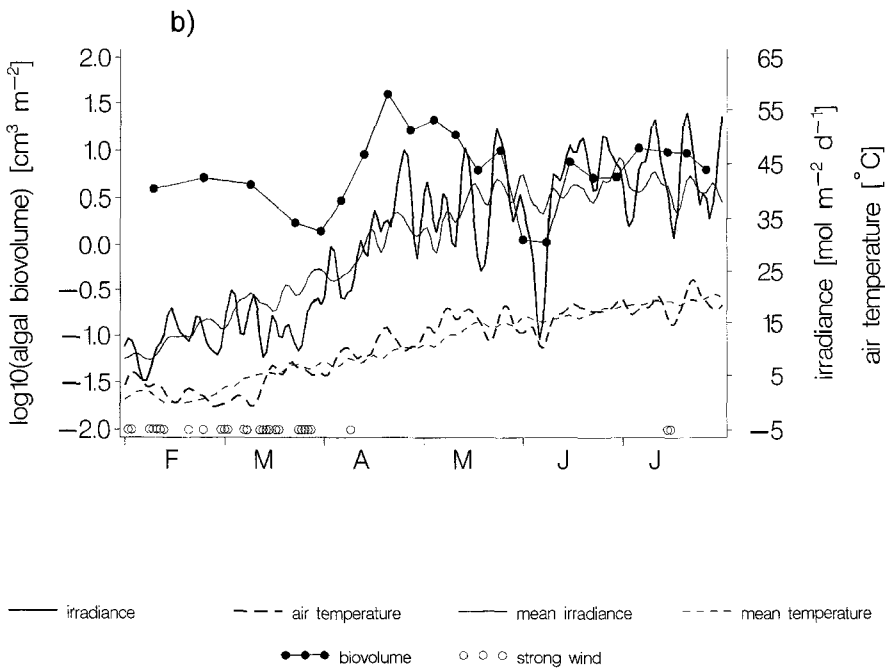 b)
log10(algal biovolume) [cm³ m⁻²]
2.0
1.5
1.0
0.5
0.0
−0.5
−1.0
−1.5
−2.0
65
55
45
35
25
15
5
−5
irradiance [mol m⁻² d⁻¹]
air temperature [°C]
F M A M J J
irradiance air temperature mean irradiance mean temperature
biovolume strong wind